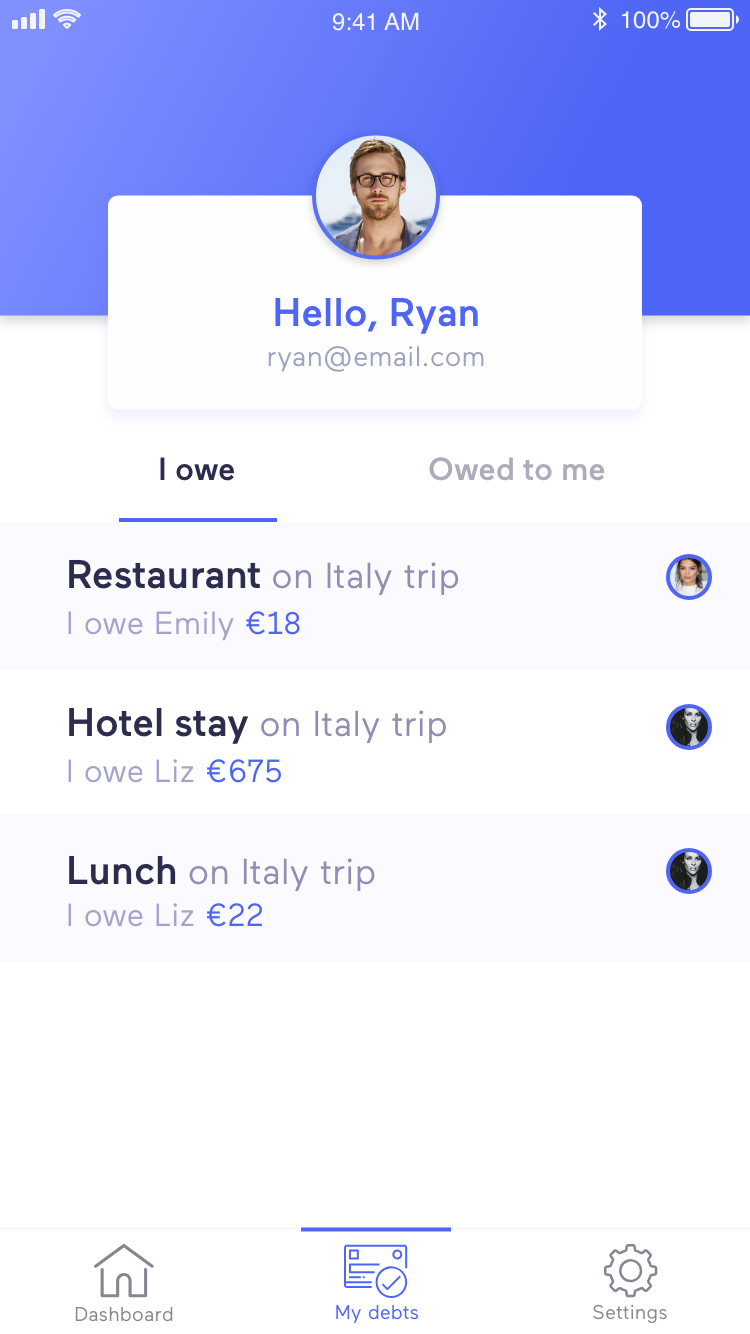 9:41 AM 100%
Hello, Ryan
ryan@email.com
I owe Owed to me
Restaurant on Italy trip
I owe Emily €18
Hotel stay on Italy trip
I owe Liz €675
Lunch on Italy trip
I owe Liz €22
Dashboard My debts Settings